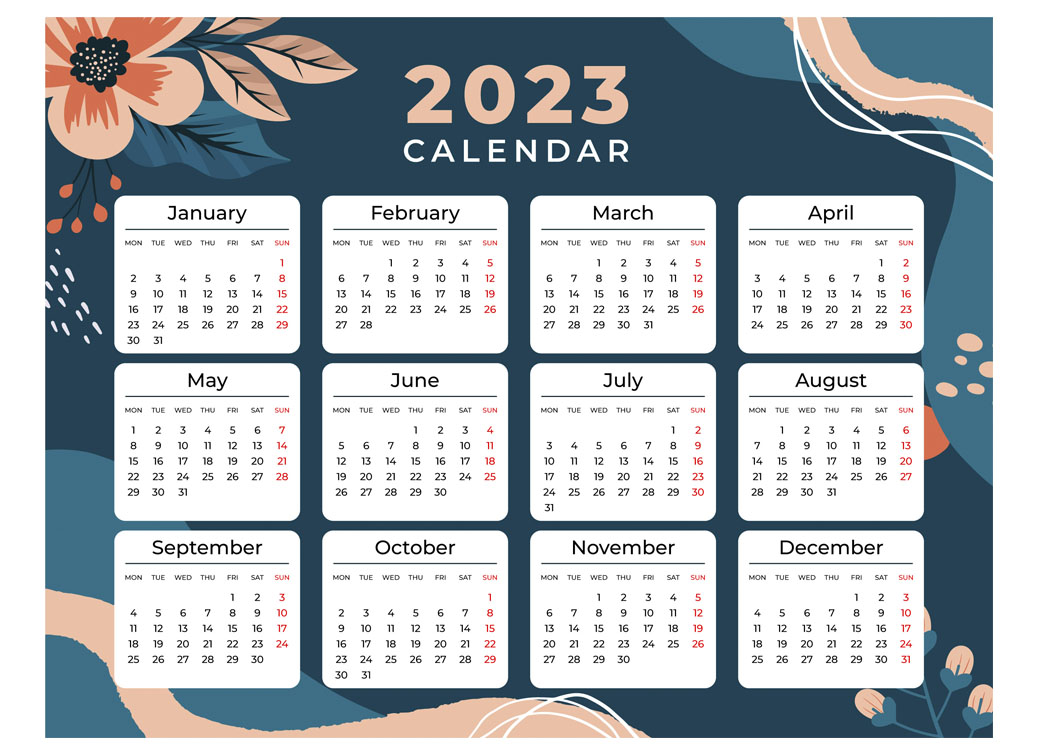 2023
CALENDAR
January
MON TUE WED THU FRI SAT SUN
1
2 3 4 5 6 7 8
9 10 11 12 13 14 15
16 17 18 19 20 21 22
23 24 25 26 27 28 29
30 31
February
MON TUE WED THU FRI SAT SUN
1 2 3 4 5
6 7 8 9 10 11 12
13 14 15 16 17 18 19
20 21 22 23 24 25 26
27 28
March
MON TUE WED THU FRI SAT SUN
1 2 3 4 5
6 7 8 9 10 11 12
13 14 15 16 17 18 19
20 21 22 23 24 25 26
27 28 29 30 31
April
MON TUE WED THU FRI SAT SUN
1 2
3 4 5 6 7 8 9
10 11 12 13 14 15 16
17 18 19 20 21 22 23
24 25 26 27 28 29 30
May
MON TUE WED THU FRI SAT SUN
1 2 3 4 5 6 7
8 9 10 11 12 13 14
15 16 17 18 19 20 21
22 23 24 25 26 27 28
29 30 31
June
MON TUE WED THU FRI SAT SUN
1 2 3 4
5 6 7 8 9 10 11
12 13 14 15 16 17 18
19 20 21 22 23 24 25
26 27 28 29 30
July
MON TUE WED THU FRI SAT SUN
1 2
3 4 5 6 7 8 9
10 11 12 13 14 15 16
17 18 19 20 21 22 23
24 25 26 27 28 29 30
31
August
MON TUE WED THU FRI SAT SUN
1 2 3 4 5 6
7 8 9 10 11 12 13
14 15 16 17 18 19 20
21 22 23 24 25 26 27
28 29 30 31
September
MON TUE WED THU FRI SAT SUN
1 2 3
4 5 6 7 8 9 10
11 12 13 14 15 16 17
18 19 20 21 22 23 24
25 26 27 28 29 30
October
MON TUE WED THU FRI SAT SUN
1
2 3 4 5 6 7 8
9 10 11 12 13 14 15
16 17 18 19 20 21 22
23 24 25 26 27 28 29
30 31
November
MON TUE WED THU FRI SAT SUN
1 2 3 4 5
6 7 8 9 10 11 12
13 14 15 16 17 18 19
20 21 22 23 24 25 26
27 28 29 30
December
MON TUE WED THU FRI SAT SUN
1 2 3
4 5 6 7 8 9 10
11 12 13 14 15 16 17
18 19 20 21 22 23 24
25 26 27 28 29 30 31